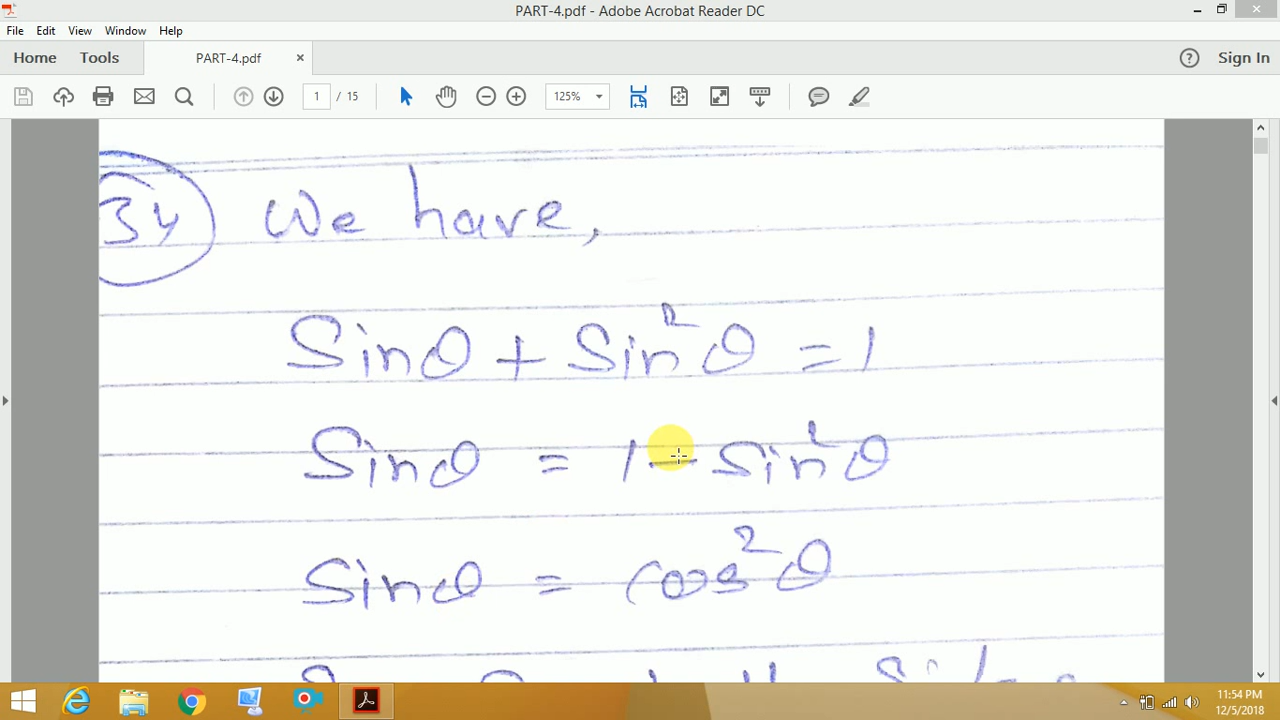 PART-4.pdf - Adobe Acrobat Reader DC
File Edit View Window Help
Home Tools PART-4.pdf × ? Sign In
1 / 15 125%
34 We have,
Sinθ + Sin²θ = 1
Sinθ = 1 - Sin²θ
Sinθ = Cos²θ
11:54 PM
12/5/2018